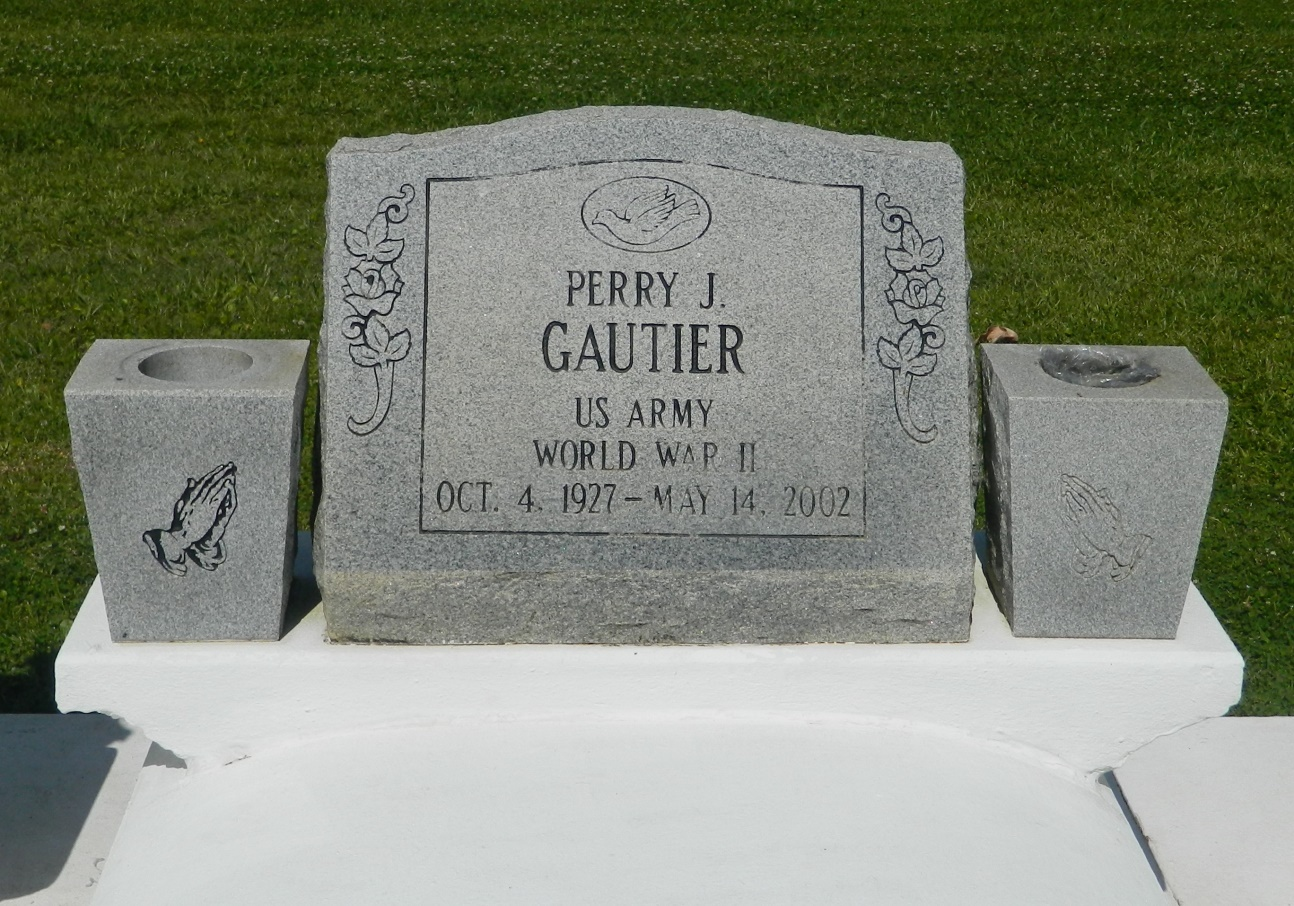 PERRY J.
GAUTIER
US ARMY
WORLD WAR II
OCT. 4, 1927 – MAY 14, 2002